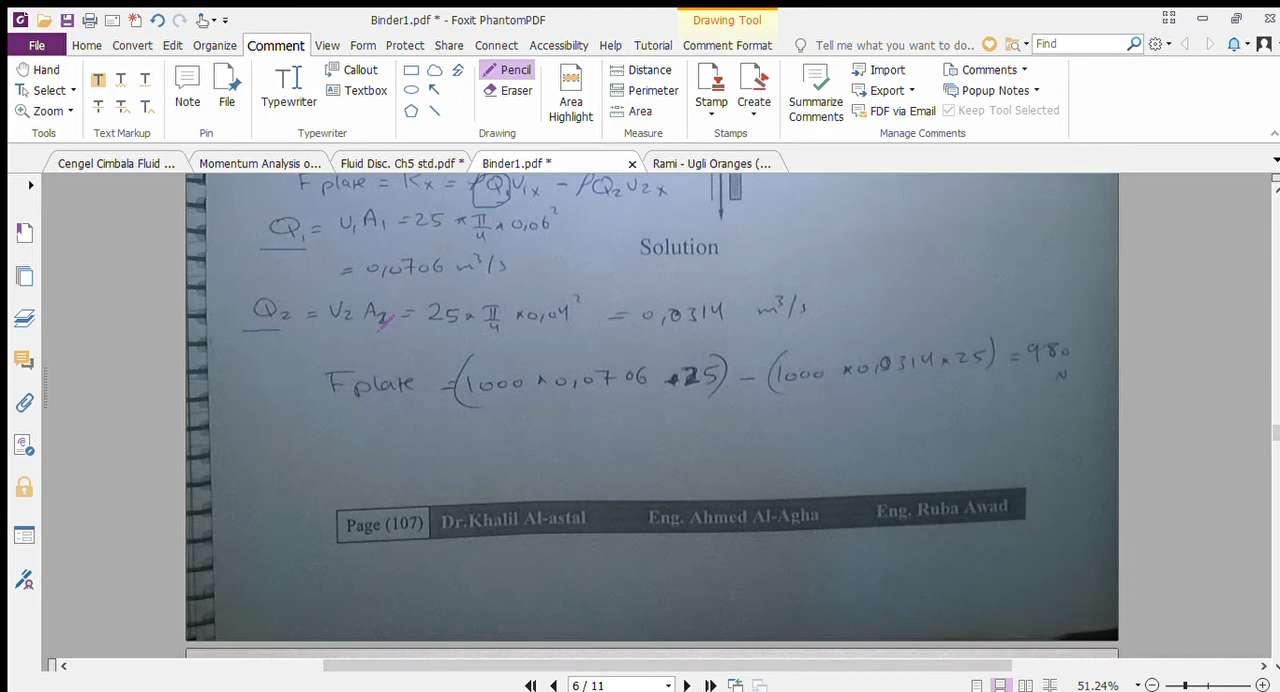 Binder1.pdf * - Foxit PhantomPDF
Drawing Tool
File Home Convert Edit Organize Comment View Form Protect Share Connect Accessibility Help Tutorial Comment Format Tell me what you want to do.. Find
Hand
Select
Zoom
Tools
Text Markup
Note
File
Pin
Typewriter
Callout
Textbox
Typewriter
Pencil
Eraser
Drawing
Area Highlight
Distance
Perimeter
Area
Measure
Stamp
Create
Stamps
Summarize Comments
Import
Export
FDF via Email
Comments
Popup Notes
Keep Tool Selected
Manage Comments
Cengel Cimbala Fluid ... Momentum Analysis o... Fluid Disc. Ch5 std.pdf * Binder1.pdf * Rami - Ugli Oranges (...
F plate = Rx = ρQ1V1x - ρQ2V2x
Q1 = V1A1 = 25 * π/4 * 0,06²
Solution
= 0,0706 m³/s
Q2 = V2 A2 = 25 * π/4 * 0,04² = 0,0314 m³/s
F plate = (1000 * 0,0706 * 25) - (1000 * 0,0314 * 25) = 980 N
Page (107) Dr.Khalil Al-astal Eng. Ahmed Al-Agha Eng. Ruba Awad
6 / 11
51.24%